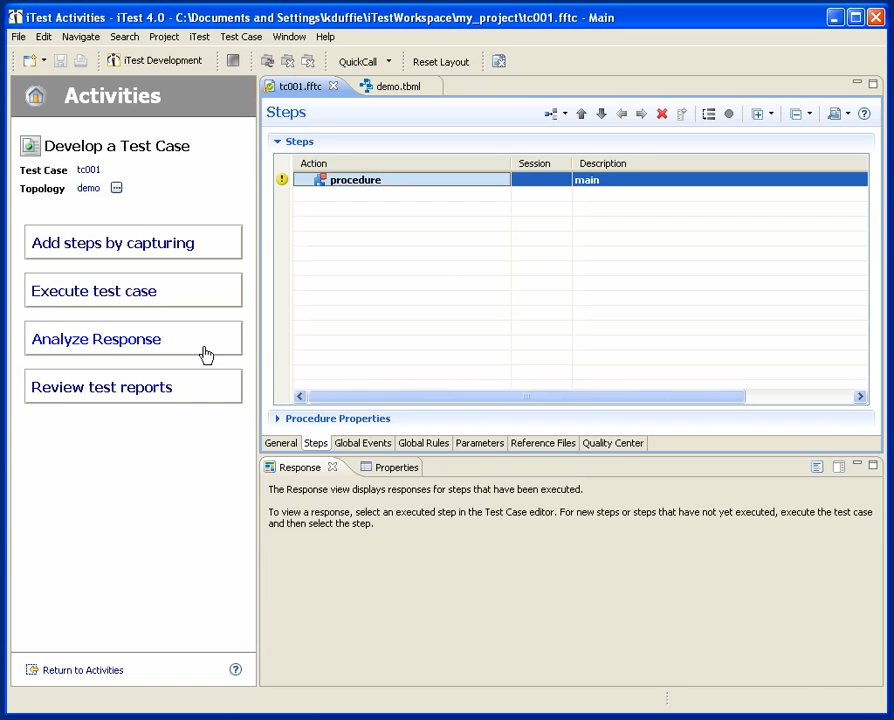 iTest Activities - iTest 4.0 - C:\Documents and Settings\kduffie\iTestWorkspace\my_project\tc001.fftc - Main
File Edit Navigate Search Project iTest Test Case Window Help
iTest Development QuickCall Reset Layout
Activities
Develop a Test Case
Test Case tc001
Topology demo
Add steps by capturing
Execute test case
Analyze Response
Review test reports
Return to Activities
tc001.fftc demo.tbml
Steps
Steps
Action Session Description
procedure main
Procedure Properties
General Steps Global Events Global Rules Parameters Reference Files Quality Center
Response Properties
The Response view displays responses for steps that have been executed.
To view a response, select an executed step in the Test Case editor. For new steps or steps that have not yet executed, execute the test case
and then select the step.